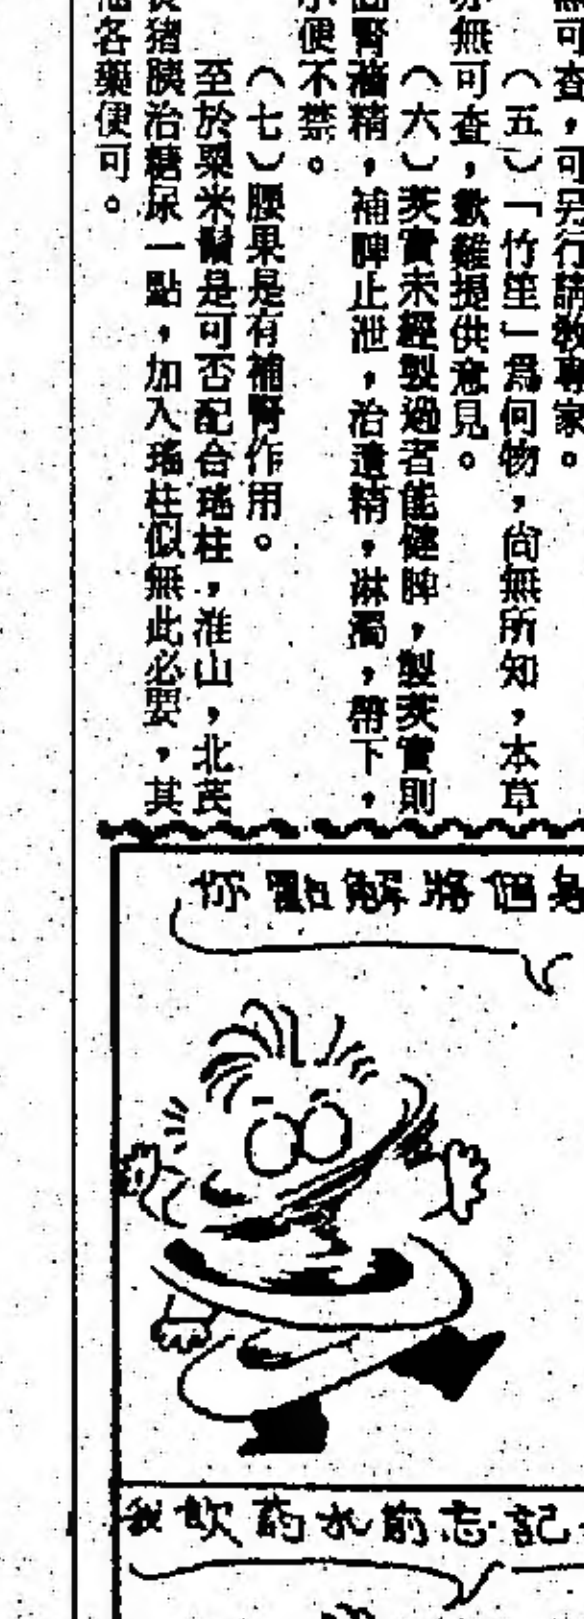 無可查，可另行請教專家。
（五）「竹笙」為何物，尚無所知，本草
亦無可查，歉難提供意見。
（六）芡實未經製過者能健脾，製芡實則
固腎澀精，補脾止泄，治遺精，淋濁，帶下，
小便不禁。
（七）腰果是有補腎作用。
至於粟米鬚是可否配合瑤柱，淮山，北芪
猪胰治糖尿一點，加入瑤柱似無此必要，其
各藥便可。
你點解將個身
我飲葯水前忘記